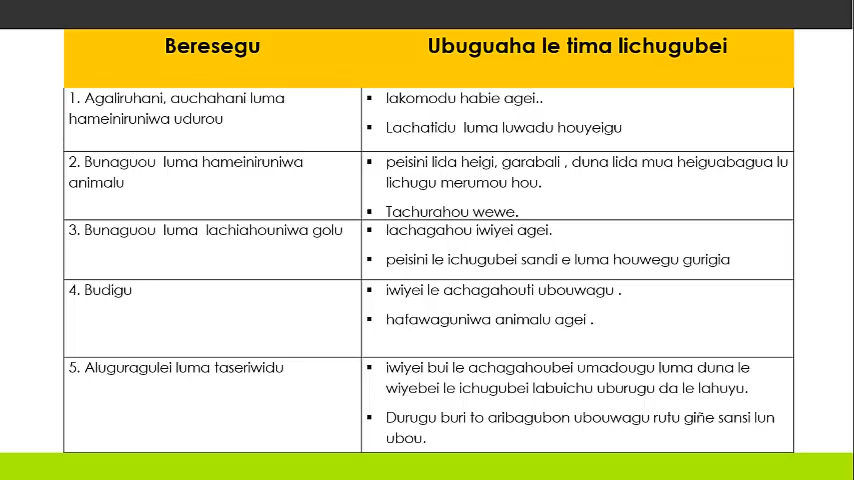 Beresegu
Ubuguaha le tima lichugubei
1. Agaliruhani, auchahani luma
hameiniruniwa udurou
▪ lakomodu habie agei..
▪ Lachatidu luma luwadu houyeigu
2. Bunaguou luma hameiniruniwa
animalu
▪ peisini lida heigi, garabali , duna lida mua heiguabagua lu
lichugu merumou hou.
▪ Tachurahou wewe.
3. Bunaguou luma lachiahouniwa golu
▪ lachagahou iwiyei agei.
▪ peisini le ichugubei sandi e luma houwegu gurigia
4. Budigu
▪ iwiyei le achagahouti ubouwagu .
▪ hafawaguniwa animalu agei .
5. Aluguragulei luma taseriwidu
▪ iwiyei bui le achagahoubei umadougu luma duna le
wiyebei le ichugubei labuichu uburugu da le lahuyu.
▪ Durugu buri to aribagubon ubouwagu rutu giñe sansi lun
ubou.